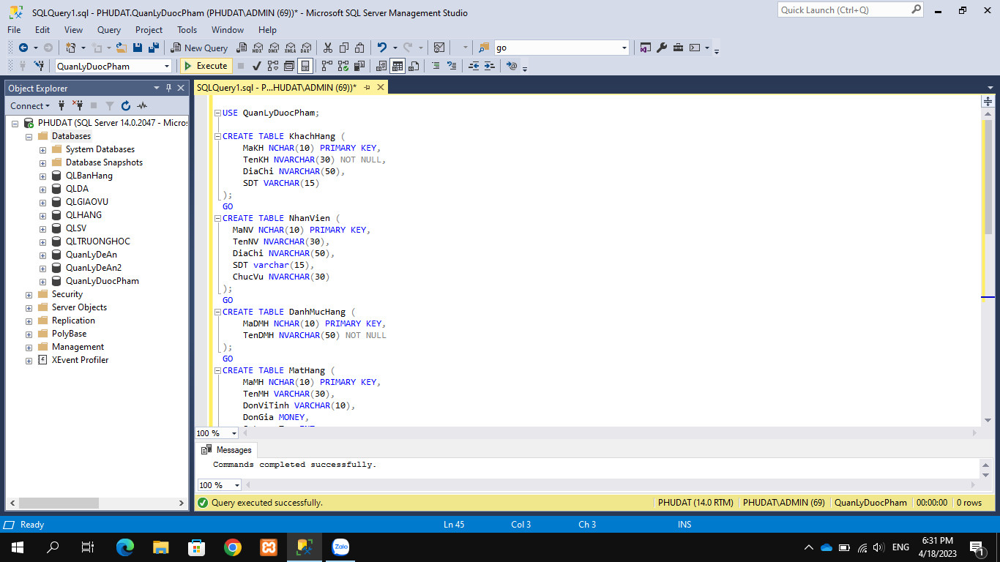 SQLQuery1.sql - PHUDAT.QuanLyDuocPham (PHUDAT\ADMIN (69))* - Microsoft SQL Server Management Studio
Quick Launch (Ctrl+Q)
File Edit View Query Project Tools Window Help
New Query
MDX DMX XMLA DAX
go
QuanLyDuocPham
Execute
Object Explorer
Connect
PHUDAT (SQL Server 14.0.2047 - Micros
Databases
System Databases
Database Snapshots
QLBanHang
QLDA
QLGIAOVU
QLHANG
QLSV
QLTRUONGHOC
QuanLyDeAn
QuanLyDeAn2
QuanLyDuocPham
Security
Server Objects
Replication
PolyBase
Management
XEvent Profiler
SQLQuery1.sql - P...HUDAT\ADMIN (69))*
USE QuanLyDuocPham;
CREATE TABLE KhachHang (
MaKH NCHAR(10) PRIMARY KEY,
TenKH NVARCHAR(30) NOT NULL,
DiaChi NVARCHAR(50),
SDT VARCHAR(15)
);
GO
CREATE TABLE NhanVien (
MaNV NCHAR(10) PRIMARY KEY,
TenNV NVARCHAR(30),
DiaChi NVARCHAR(50),
SDT varchar(15),
ChucVu NVARCHAR(30)
);
GO
CREATE TABLE DanhMucHang (
MaDMH NCHAR(10) PRIMARY KEY,
TenDMH NVARCHAR(50) NOT NULL
);
GO
CREATE TABLE MatHang (
MaMH NCHAR(10) PRIMARY KEY,
TenMH VARCHAR(30),
DonViTinh VARCHAR(10),
DonGia MONEY,
100 %
Messages
Commands completed successfully.
100 %
Query executed successfully.
PHUDAT (14.0 RTM) PHUDAT\ADMIN (69) QuanLyDuocPham 00:00:00 0 rows
Ready
Ln 45 Col 3 Ch 3 INS
Zalo
ENG
6:31 PM
4/18/2023
1